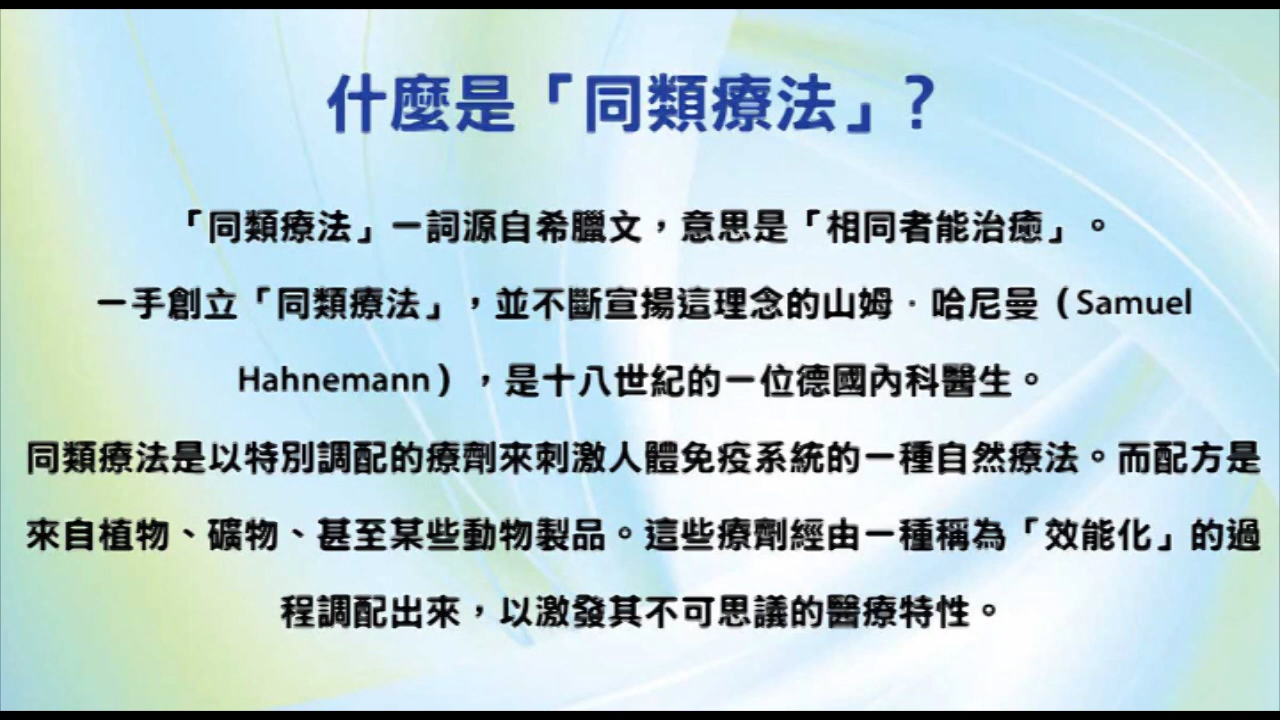 什麼是「同類療法」?
「同類療法」一詞源自希臘文，意思是「相同者能治癒」。
一手創立「同類療法」，並不斷宣揚這理念的山姆．哈尼曼（Samuel
Hahnemann），是十八世紀的一位德國內科醫生。
同類療法是以特別調配的療劑來刺激人體免疫系統的一種自然療法。而配方是
來自植物、礦物、甚至某些動物製品。這些療劑經由一種稱為「效能化」的過
程調配出來，以激發其不可思議的醫療特性。